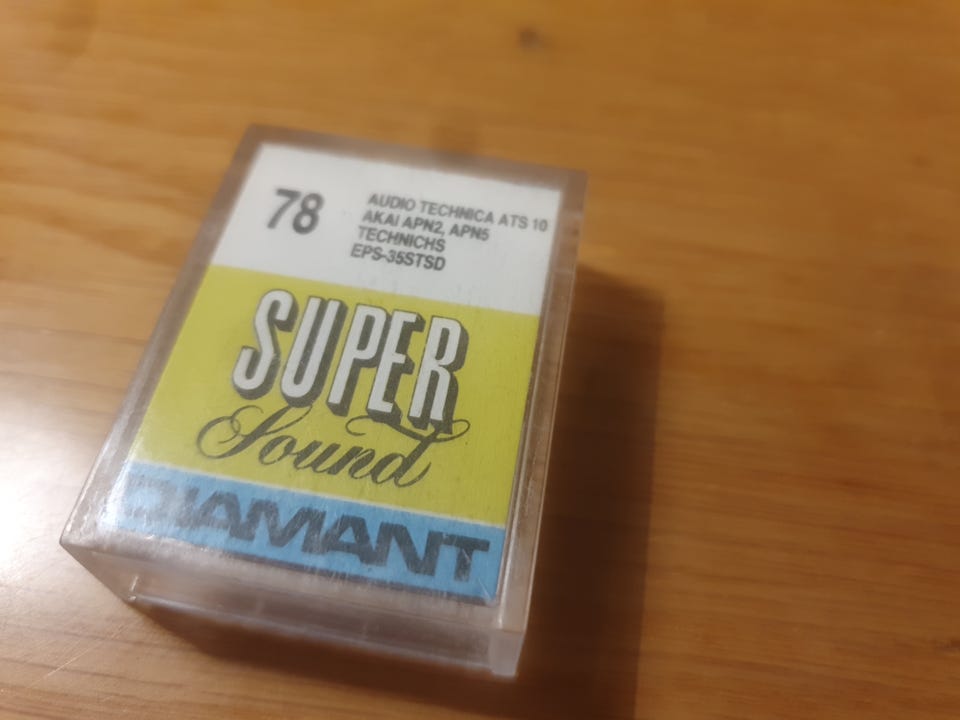 78
AUDIO TECHNICA ATS 10
AKAI APN2, APN5
TECHNICHS
EPS-35STSD
SUPER
Sound
DIAMANT